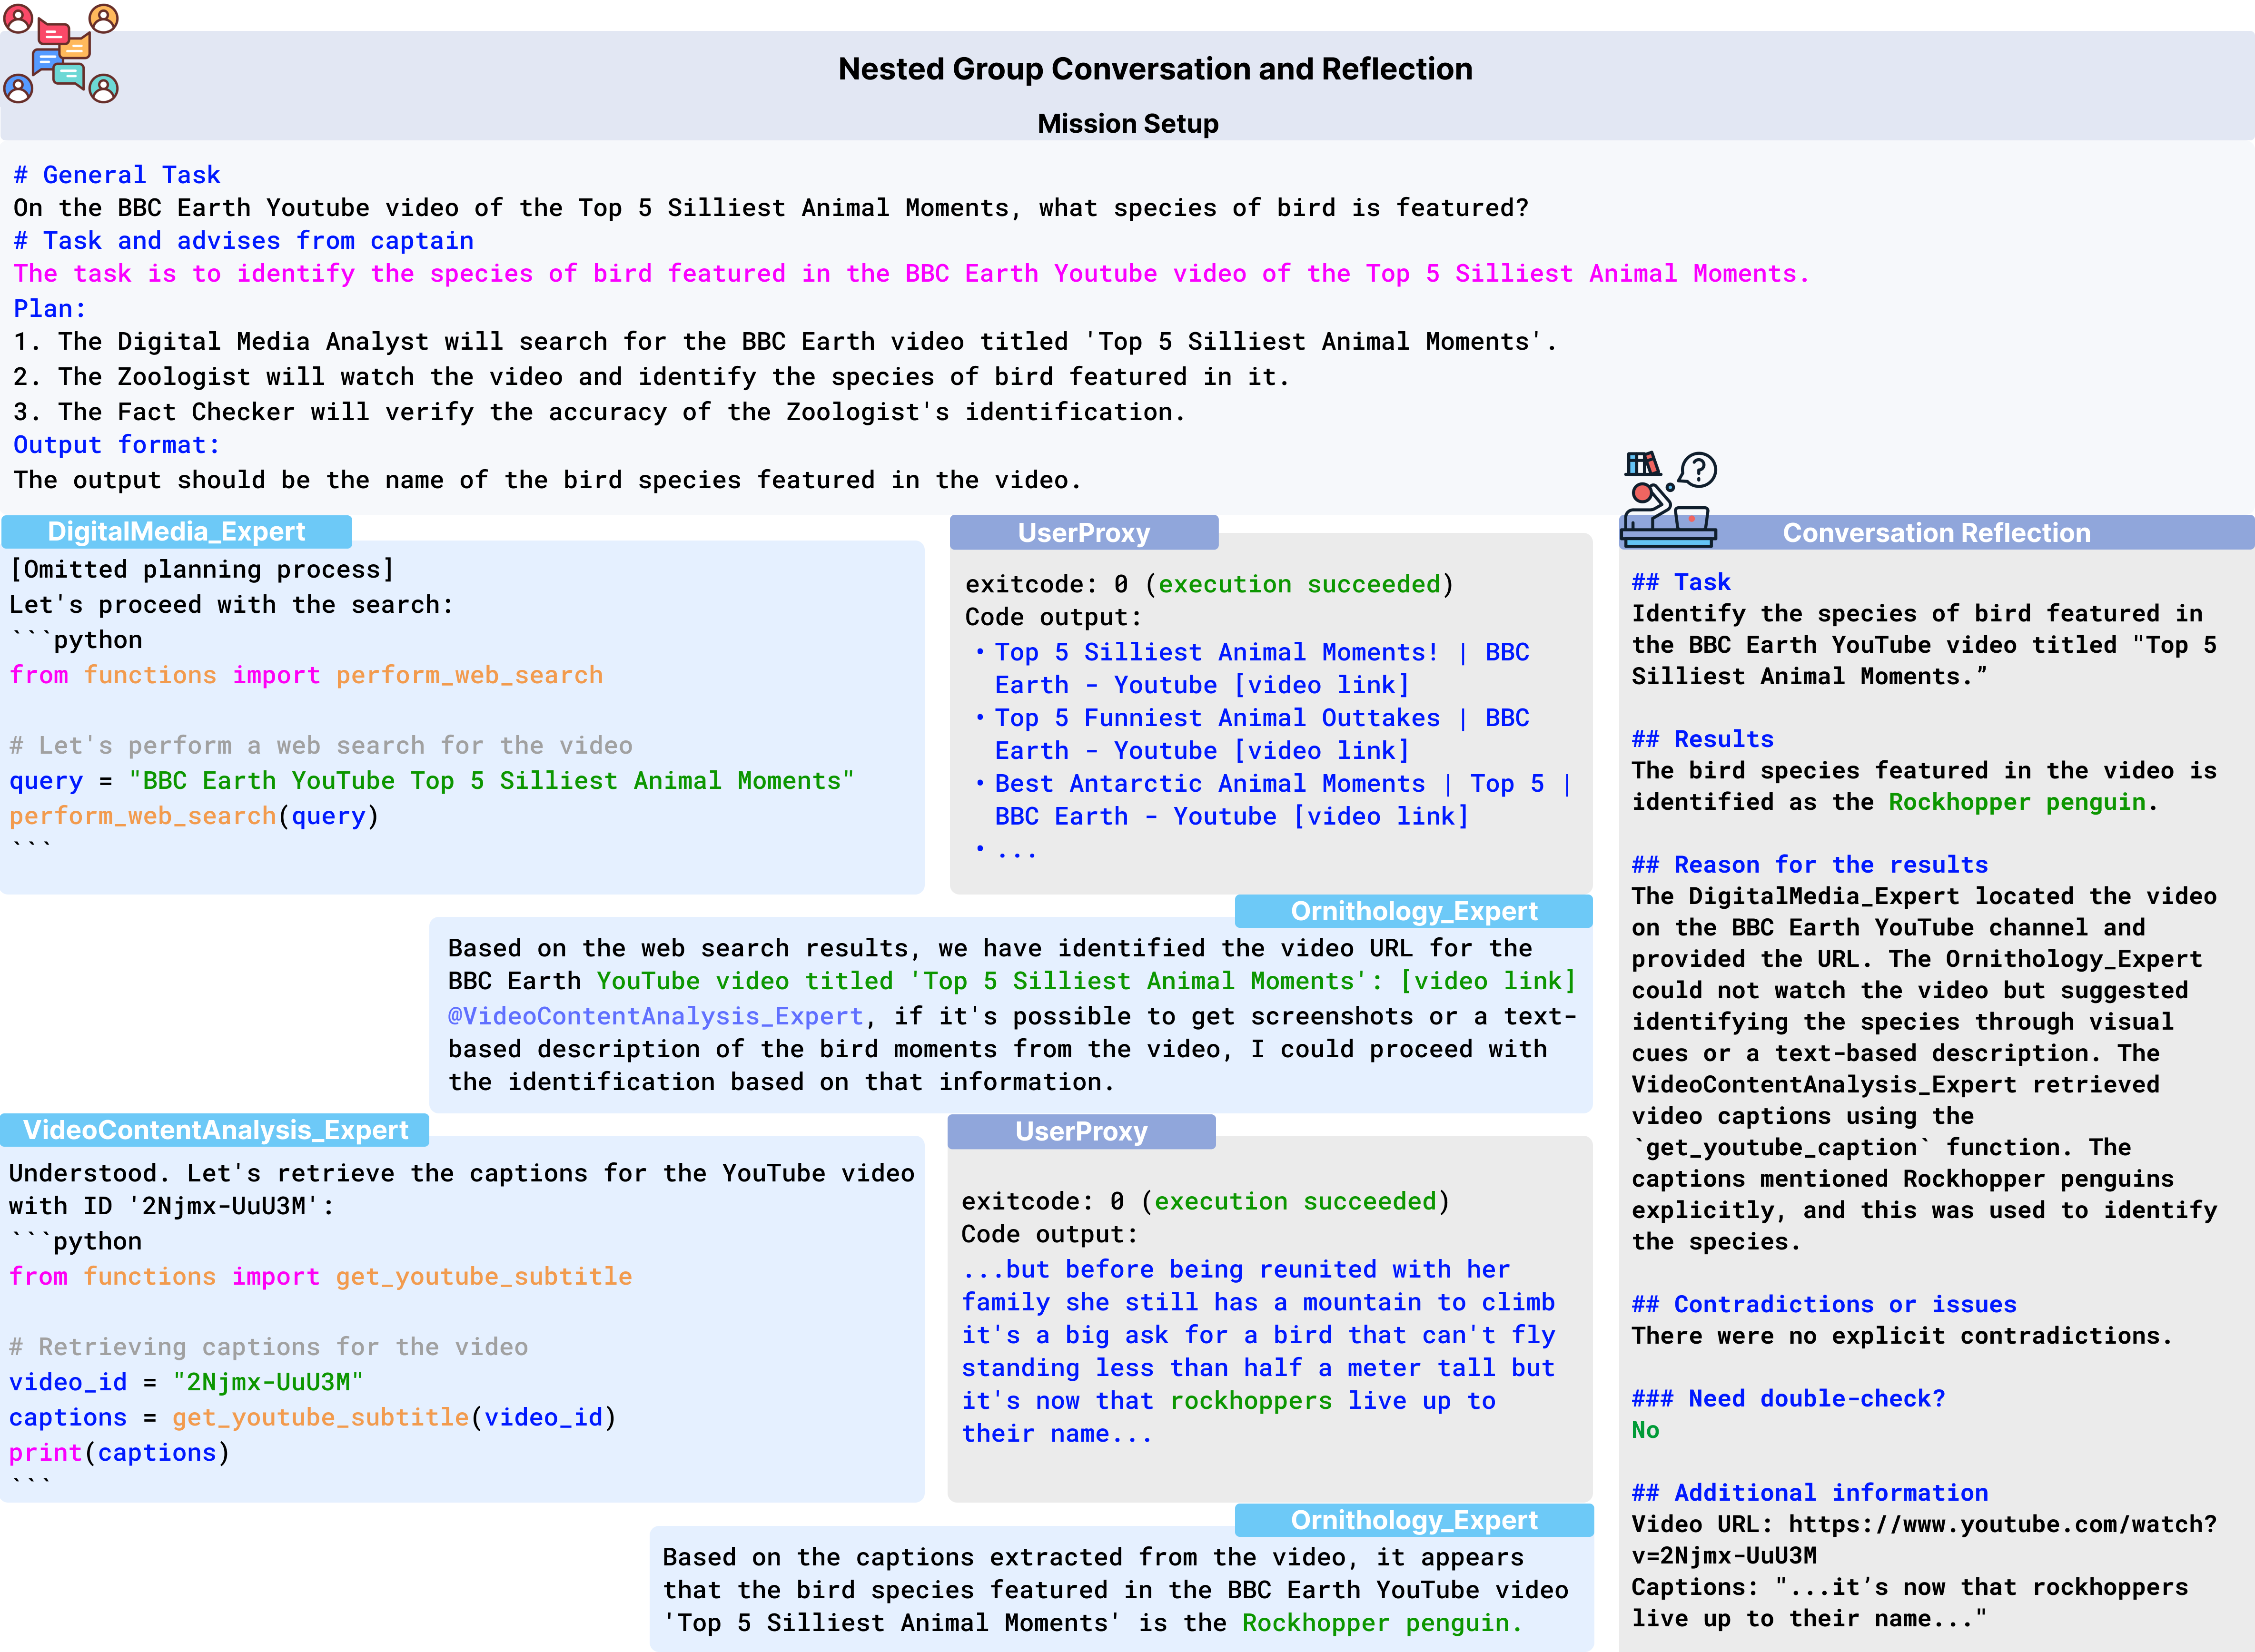 Nested Group Conversation and Reflection
Mission Setup
# General Task
On the BBC Earth Youtube video of the Top 5 Silliest Animal Moments, what species of bird is featured?
# Task and advises from captain
The task is to identify the species of bird featured in the BBC Earth Youtube video of the Top 5 Silliest Animal Moments.
Plan:
1. The Digital Media Analyst will search for the BBC Earth video titled 'Top 5 Silliest Animal Moments'.
2. The Zoologist will watch the video and identify the species of bird featured in it.
3. The Fact Checker will verify the accuracy of the Zoologist's identification.
Output format:
The output should be the name of the bird species featured in the video.
DigitalMedia_Expert
[Omitted planning process]
Let's proceed with the search:
```python
from functions import perform_web_search
# Let's perform a web search for the video
query = "BBC Earth YouTube Top 5 Silliest Animal Moments"
perform_web_search(query)
```
UserProxy
exitcode: 0 (execution succeeded)
Code output:
• Top 5 Silliest Animal Moments! | BBC
Earth - Youtube [video link]
• Top 5 Funniest Animal Outtakes | BBC
Earth - Youtube [video link]
• Best Antarctic Animal Moments | Top 5 |
BBC Earth - Youtube [video link]
• ...
Ornithology_Expert
Based on the web search results, we have identified the video URL for the
BBC Earth YouTube video titled 'Top 5 Silliest Animal Moments': [video link]
@VideoContentAnalysis_Expert, if it's possible to get screenshots or a text-
based description of the bird moments from the video, I could proceed with
the identification based on that information.
VideoContentAnalysis_Expert
Understood. Let's retrieve the captions for the YouTube video
with ID '2Njmx-UuU3M':
```python
from functions import get_youtube_subtitle
# Retrieving captions for the video
video_id = "2Njmx-UuU3M"
captions = get_youtube_subtitle(video_id)
print(captions)
```
UserProxy
exitcode: 0 (execution succeeded)
Code output:
...but before being reunited with her
family she still has a mountain to climb
it's a big ask for a bird that can't fly
standing less than half a meter tall but
it's now that rockhoppers live up to
their name...
Ornithology_Expert
Based on the captions extracted from the video, it appears
that the bird species featured in the BBC Earth YouTube video
'Top 5 Silliest Animal Moments' is the Rockhopper penguin.
?
Conversation Reflection
## Task
Identify the species of bird featured in
the BBC Earth YouTube video titled "Top 5
Silliest Animal Moments.”
## Results
The bird species featured in the video is
identified as the Rockhopper penguin.
## Reason for the results
The DigitalMedia_Expert located the video
on the BBC Earth YouTube channel and
provided the URL. The Ornithology_Expert
could not watch the video but suggested
identifying the species through visual
cues or a text-based description. The
VideoContentAnalysis_Expert retrieved
video captions using the
`get_youtube_caption` function. The
captions mentioned Rockhopper penguins
explicitly, and this was used to identify
the species.
## Contradictions or issues
There were no explicit contradictions.
### Need double-check?
No
## Additional information
Video URL: https://www.youtube.com/watch?
v=2Njmx-UuU3M
Captions: "...it’s now that rockhoppers
live up to their name..."